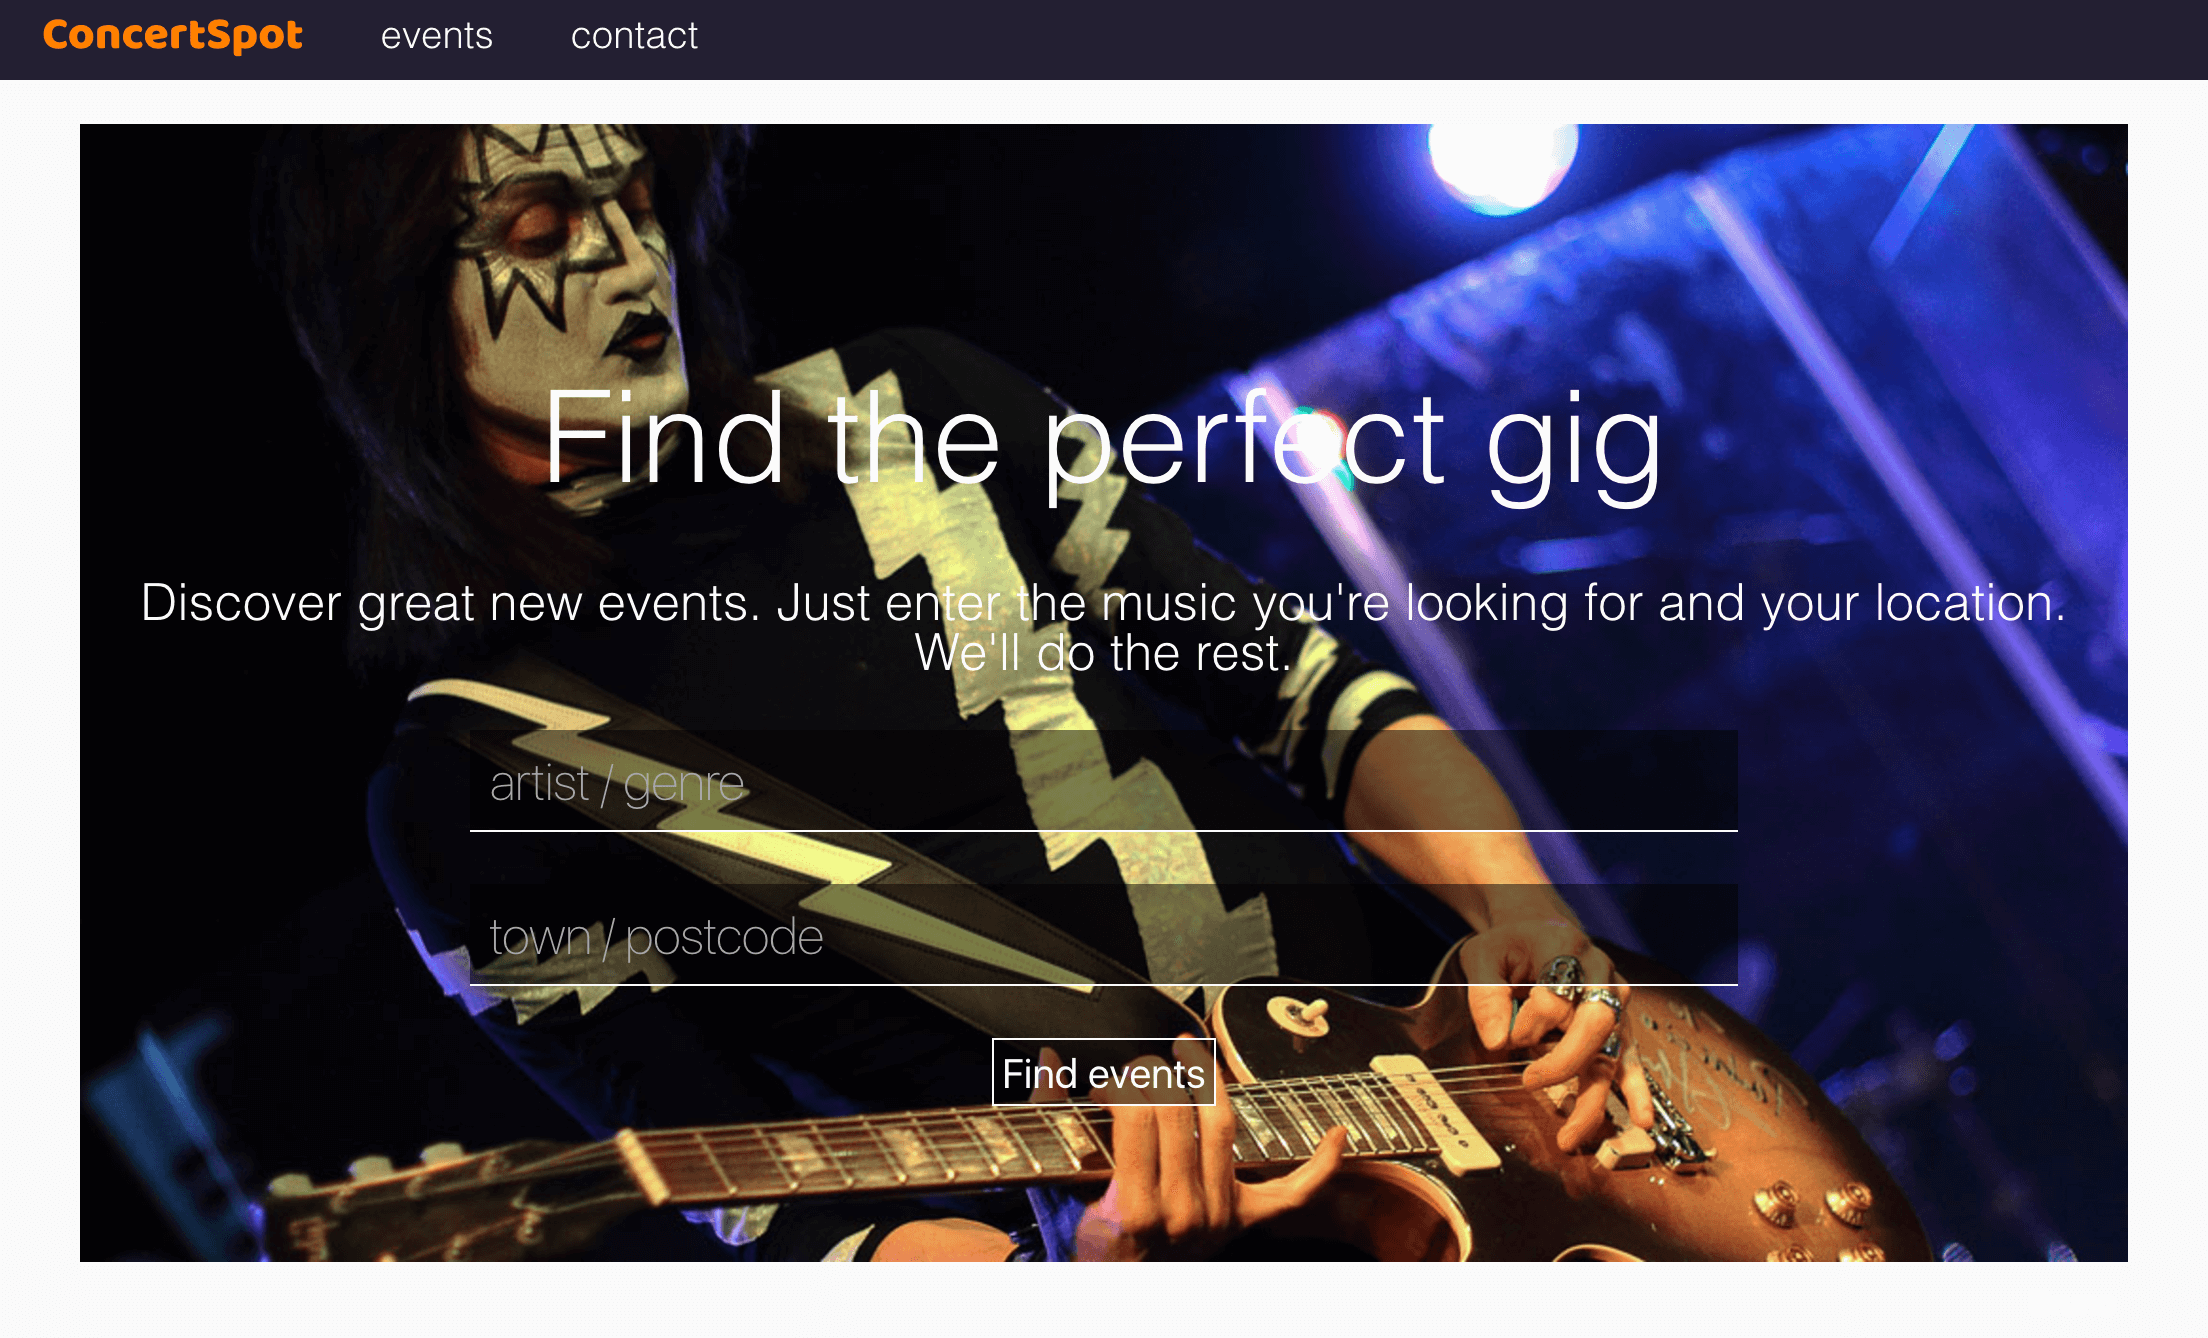 ConcertSpot events contact
Find the perfect gig
Discover great new events. Just enter the music you're looking for and your location.
We'll do the rest.
artist / genre
town / postcode
Find events